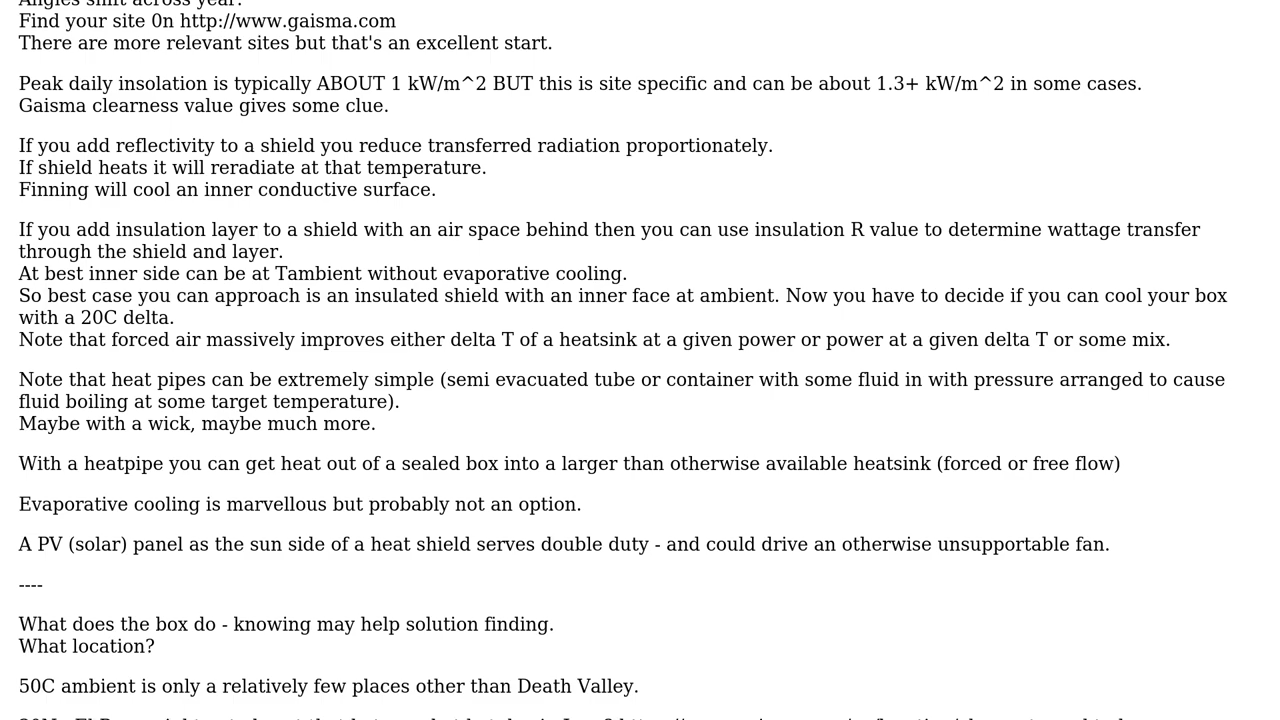 Angles shift across year.
Find your site 0n http://www.gaisma.com
There are more relevant sites but that's an excellent start.
Peak daily insolation is typically ABOUT 1 kW/m^2 BUT this is site specific and can be about 1.3+ kW/m^2 in some cases.
Gaisma clearness value gives some clue.
If you add reflectivity to a shield you reduce transferred radiation proportionately.
If shield heats it will reradiate at that temperature.
Finning will cool an inner conductive surface.
If you add insulation layer to a shield with an air space behind then you can use insulation R value to determine wattage transfer
through the shield and layer.
At best inner side can be at Tambient without evaporative cooling.
So best case you can approach is an insulated shield with an inner face at ambient. Now you have to decide if you can cool your box
with a 20C delta.
Note that forced air massively improves either delta T of a heatsink at a given power or power at a given delta T or some mix.
Note that heat pipes can be extremely simple (semi evacuated tube or container with some fluid in with pressure arranged to cause
fluid boiling at some target temperature).
Maybe with a wick, maybe much more.
With a heatpipe you can get heat out of a sealed box into a larger than otherwise available heatsink (forced or free flow)
Evaporative cooling is marvellous but probably not an option.
A PV (solar) panel as the sun side of a heat shield serves double duty - and could drive an otherwise unsupportable fan.
----
What does the box do - knowing may help solution finding.
What location?
50C ambient is only a relatively few places other than Death Valley.